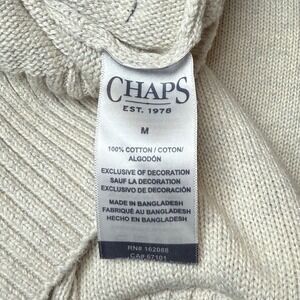 CHAPS
EST. 1978
M
100% COTTON / COTON/
ALGODÓN
EXCLUSIVE OF DECORATION
SAUF LA DECORATION
EXCLUSIVO DE DECORACIÓN
MADE IN BANGLADESH
FABRIQUÉ AU BANGLADESH
HECHO EN BANGLADESH
RN# 162088
CA# 57101